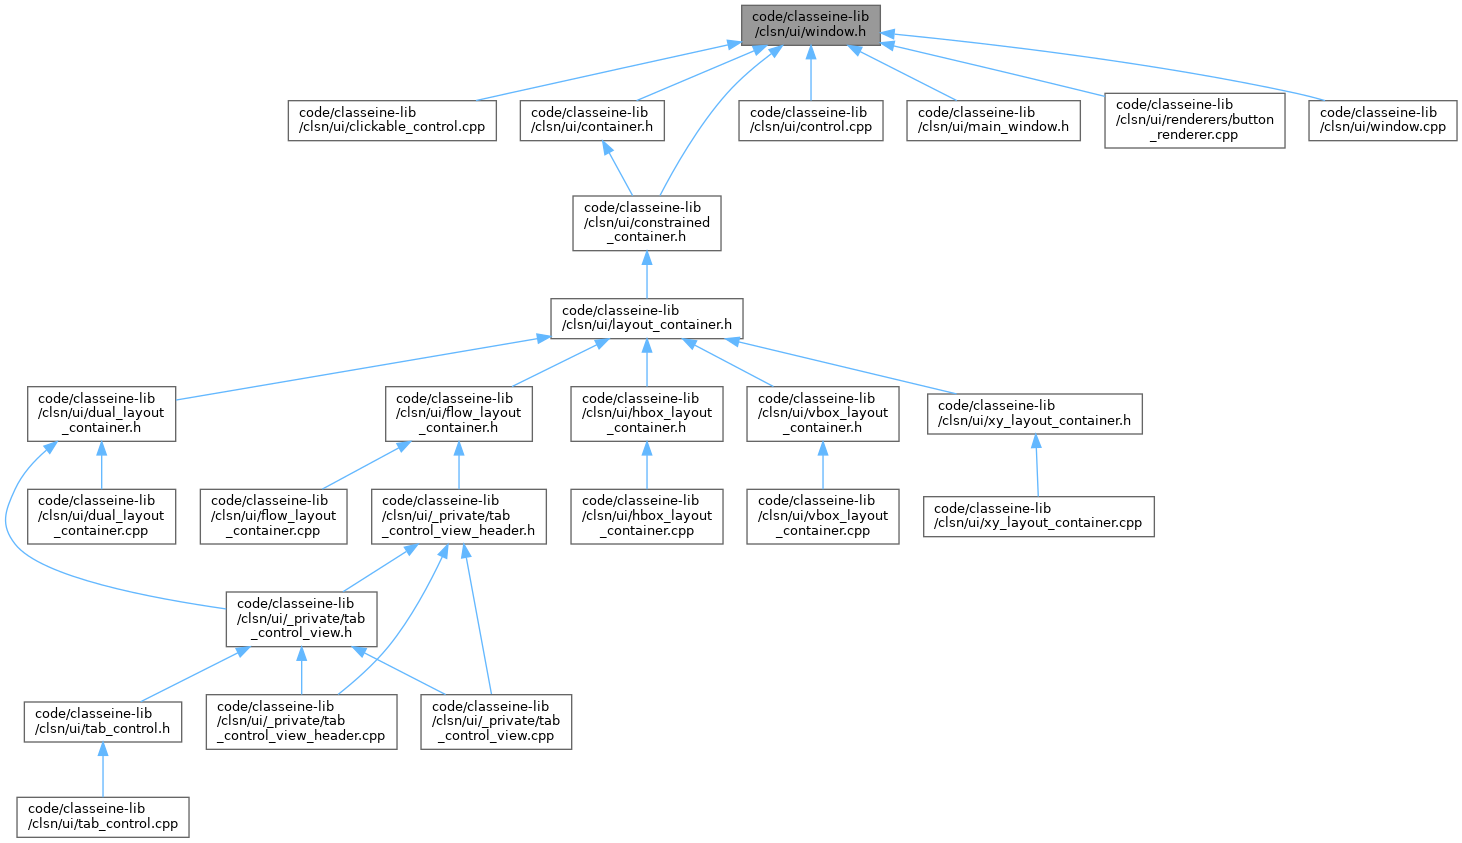 code/classeine-lib
/clsn/ui/window.h
code/classeine-lib
/clsn/ui/clickable_control.cpp
code/classeine-lib
/clsn/ui/container.h
code/classeine-lib
/clsn/ui/control.cpp
code/classeine-lib
/clsn/ui/main_window.h
code/classeine-lib
/clsn/ui/renderers/button
_renderer.cpp
code/classeine-lib
/clsn/ui/window.cpp
code/classeine-lib
/clsn/ui/constrained
_container.h
code/classeine-lib
/clsn/ui/layout_container.h
code/classeine-lib
/clsn/ui/dual_layout
_container.h
code/classeine-lib
/clsn/ui/flow_layout
_container.h
code/classeine-lib
/clsn/ui/hbox_layout
_container.h
code/classeine-lib
/clsn/ui/vbox_layout
_container.h
code/classeine-lib
/clsn/ui/xy_layout_container.h
code/classeine-lib
/clsn/ui/dual_layout
_container.cpp
code/classeine-lib
/clsn/ui/flow_layout
_container.cpp
code/classeine-lib
/clsn/ui/_private/tab
_control_view_header.h
code/classeine-lib
/clsn/ui/hbox_layout
_container.cpp
code/classeine-lib
/clsn/ui/vbox_layout
_container.cpp
code/classeine-lib
/clsn/ui/xy_layout_container.cpp
code/classeine-lib
/clsn/ui/_private/tab
_control_view.h
code/classeine-lib
/clsn/ui/tab_control.h
code/classeine-lib
/clsn/ui/_private/tab
_control_view_header.cpp
code/classeine-lib
/clsn/ui/_private/tab
_control_view.cpp
code/classeine-lib
/clsn/ui/tab_control.cpp